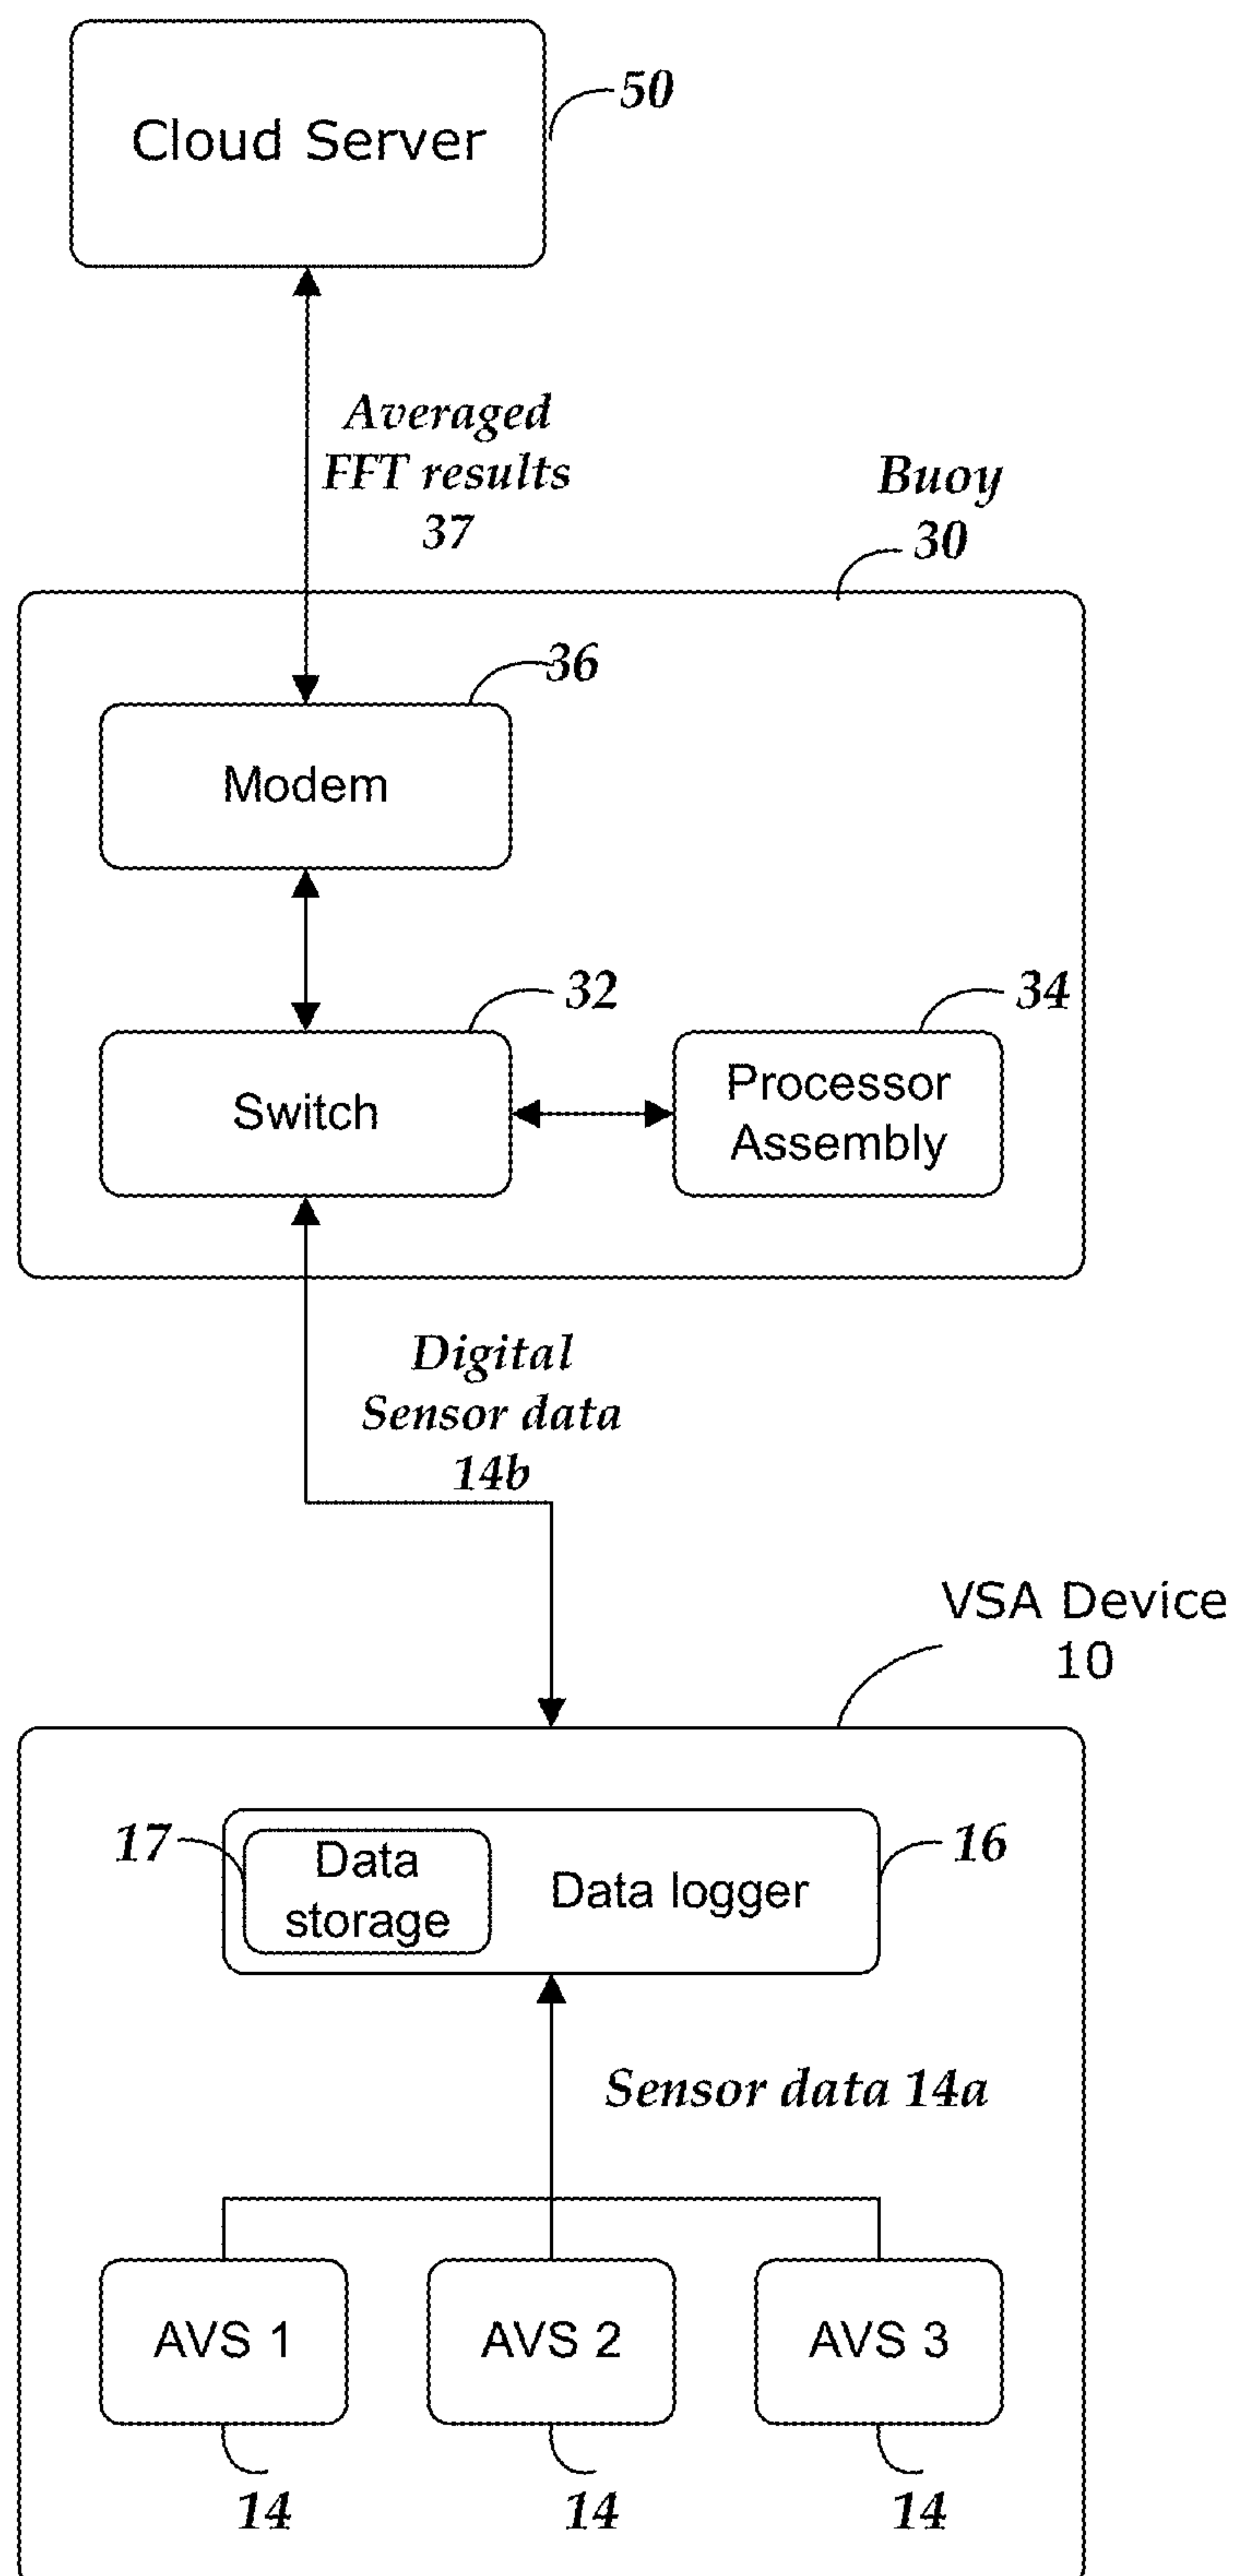 Cloud Server
50
Averaged
FFT results
37
Buoy
30
36
Modem
32
34
Switch
Processor
Assembly
Digital
Sensor data
14b
VSA Device
10
17
Data
storage
Data logger
16
Sensor data 14a
AVS 1
AVS 2
AVS 3
14
14
14